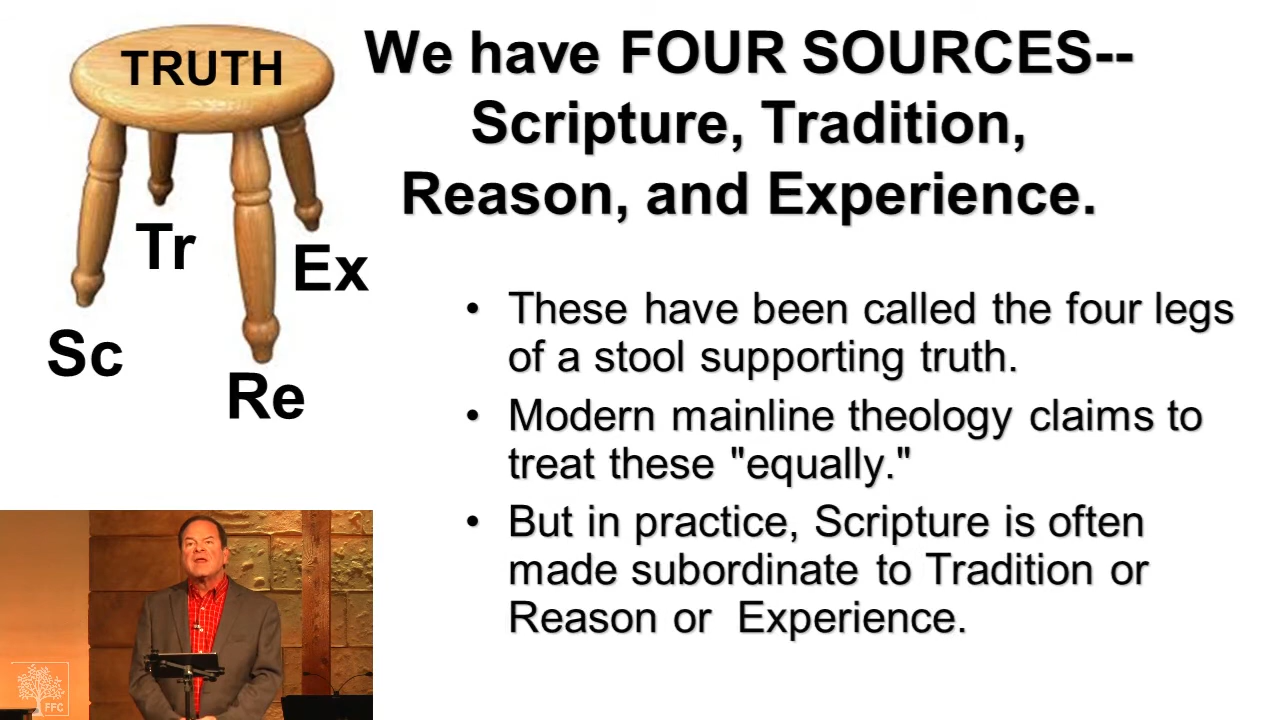 TRUTH
Tr
Ex
Sc
Re
We have FOUR SOURCES--
Scripture, Tradition,
Reason, and Experience.
• These have been called the four legs
of a stool supporting truth.
• Modern mainline theology claims to
treat these "equally."
• But in practice, Scripture is often
made subordinate to Tradition or
Reason or  Experience.
FFC